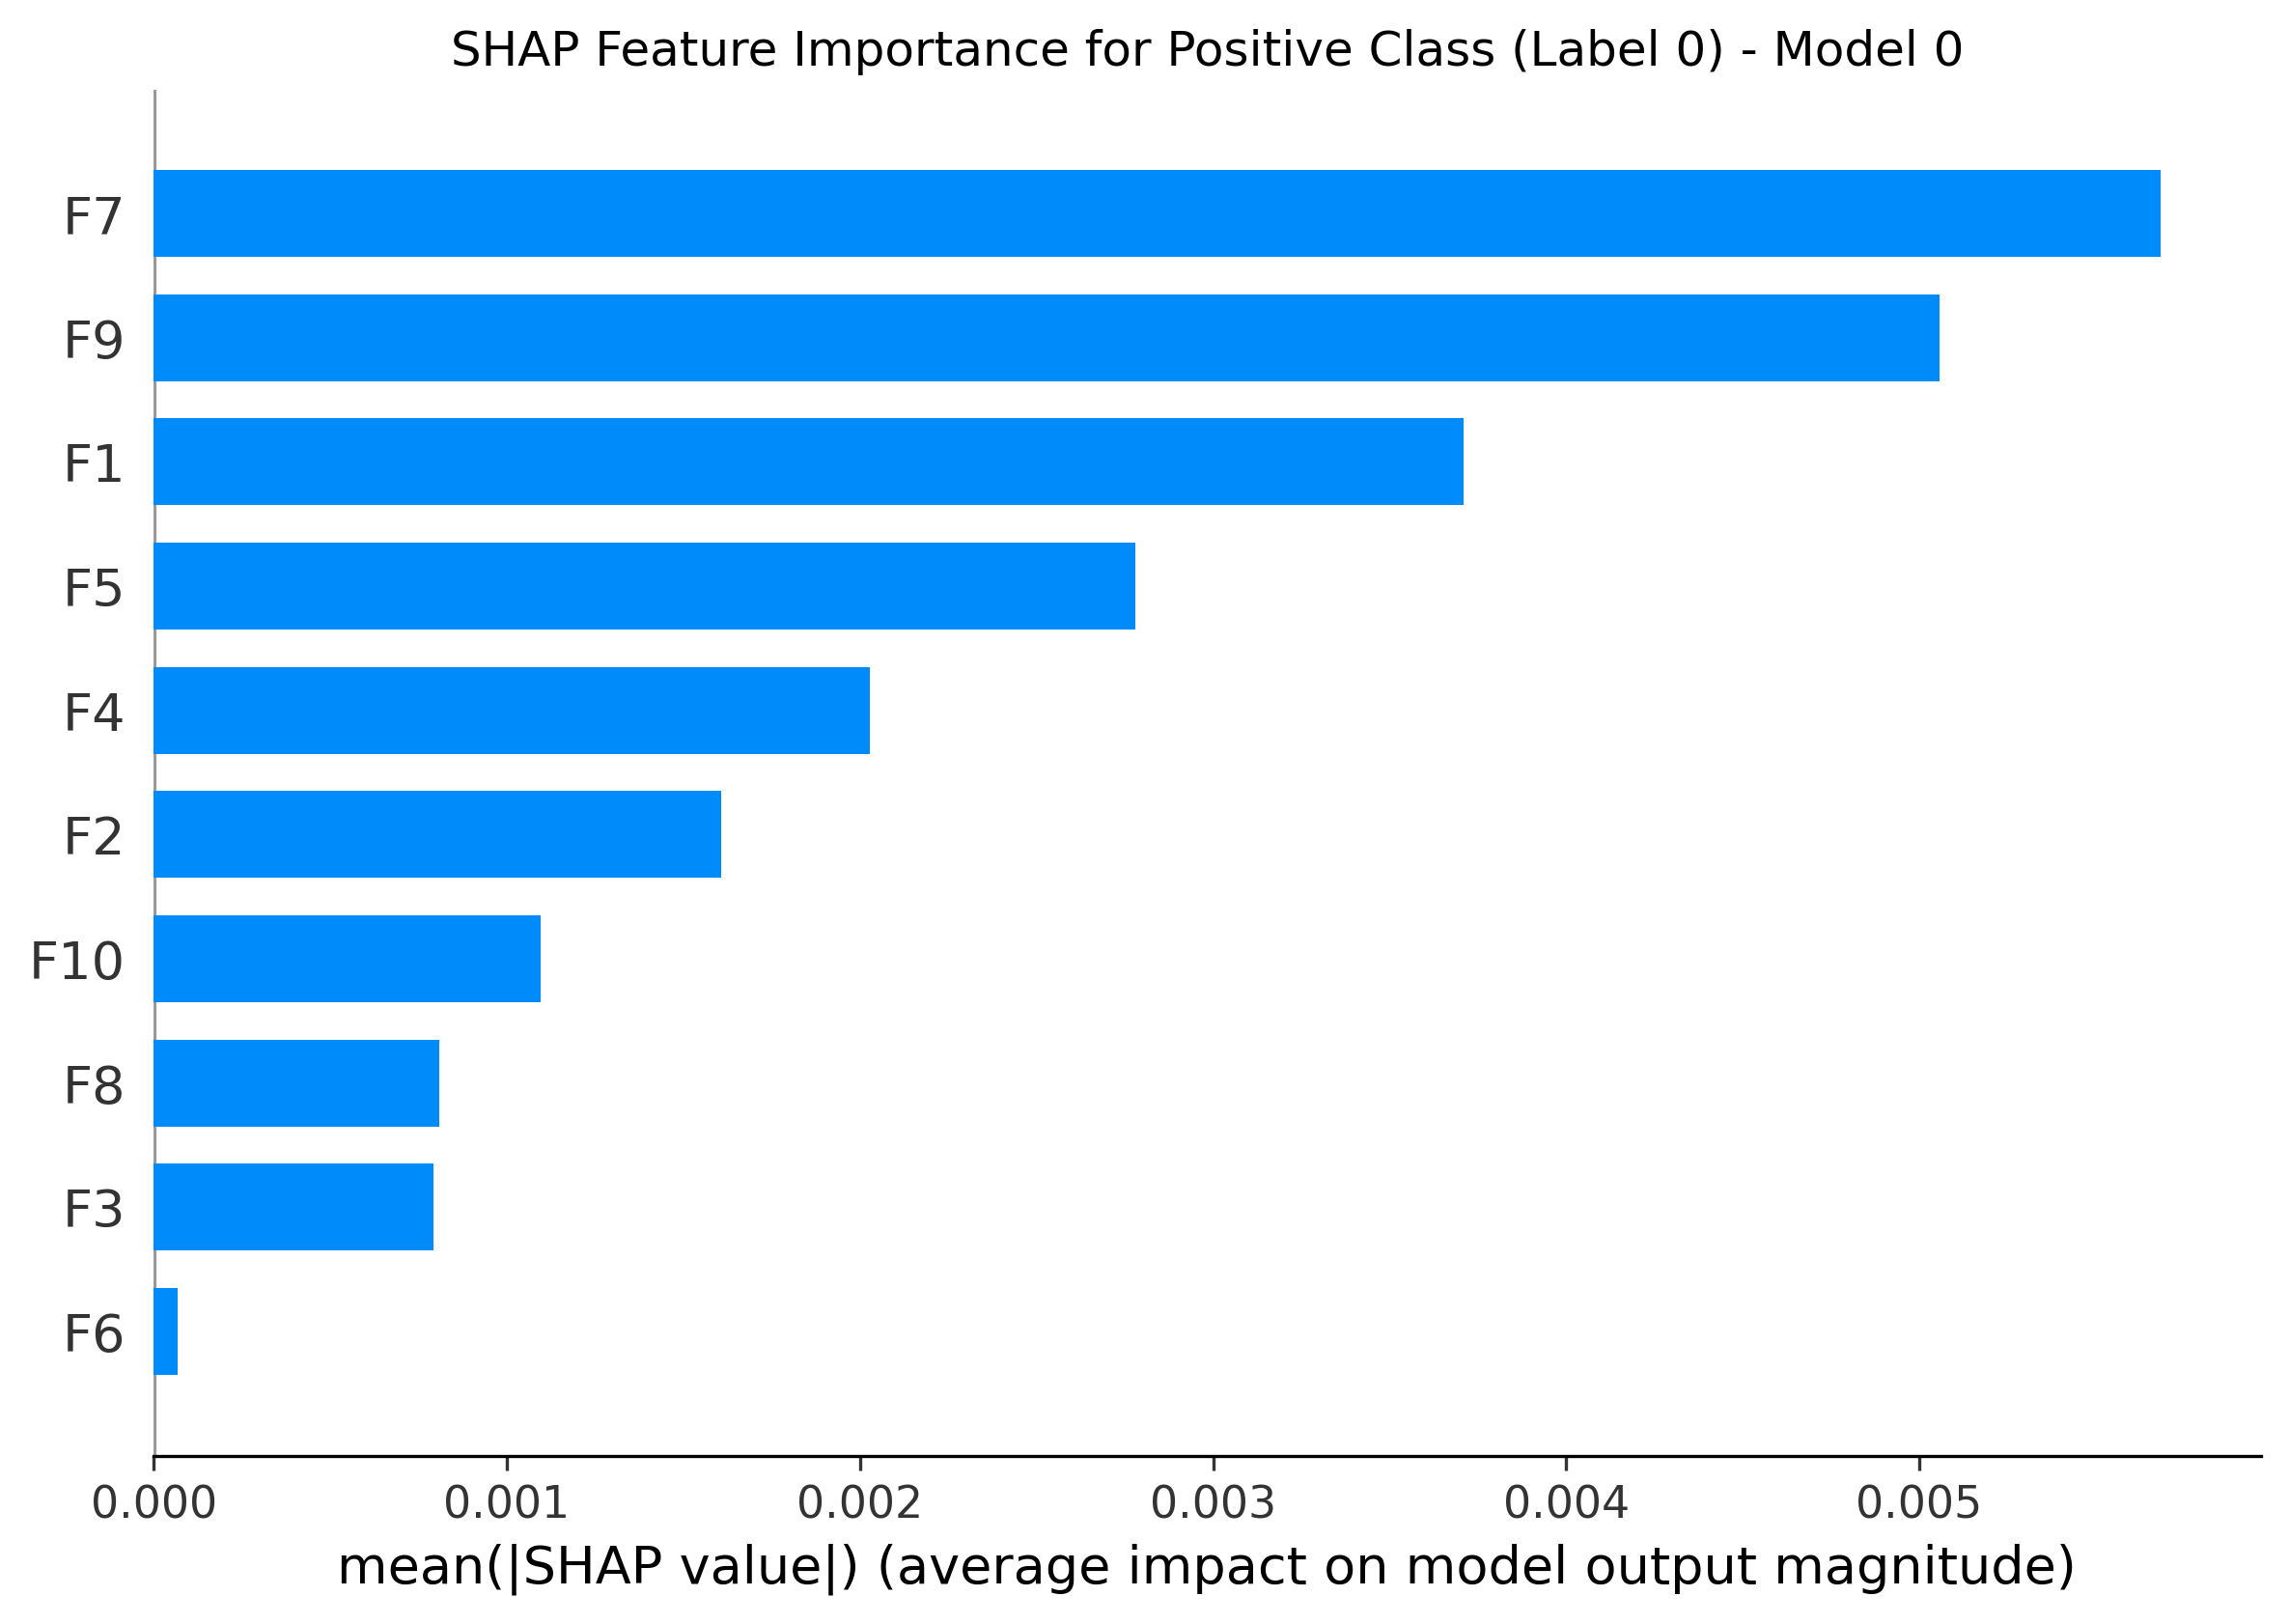 SHAP Feature Importance for Positive Class (Label 0) - Model 0
F7
F9
F1
F5
F4
F2
F10
F8
F3
F6
0.000 0.001 0.002 0.003 0.004 0.005
mean(|SHAP value|) (average impact on model output magnitude)